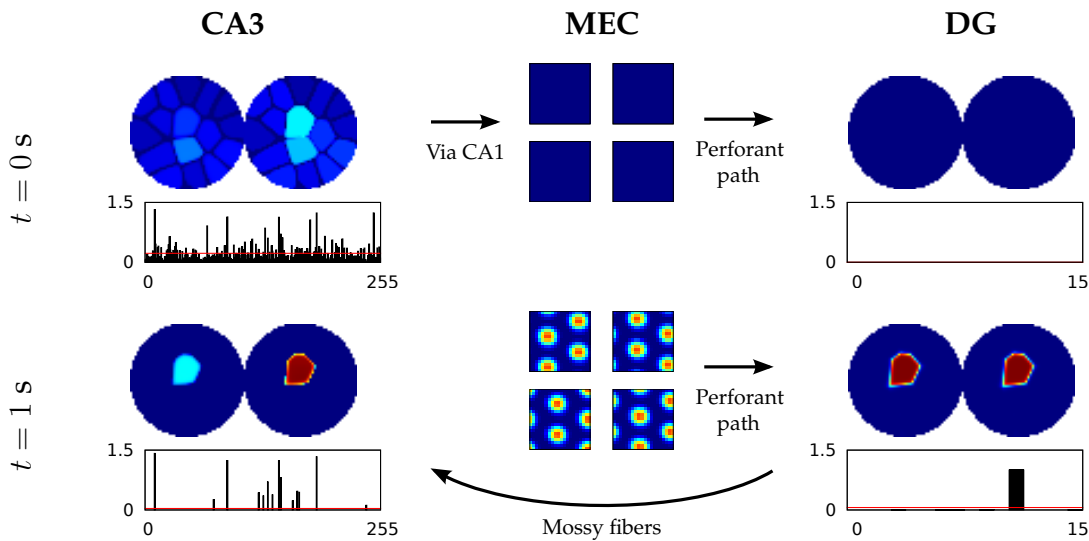 CA3 MEC DG
t = 0 s
Via CA1
Perforant path
1.5
0
0 255
1.5
0
0 15
t = 1 s
Perforant path
1.5
0
0 255
Mossy fibers
1.5
0
0 15